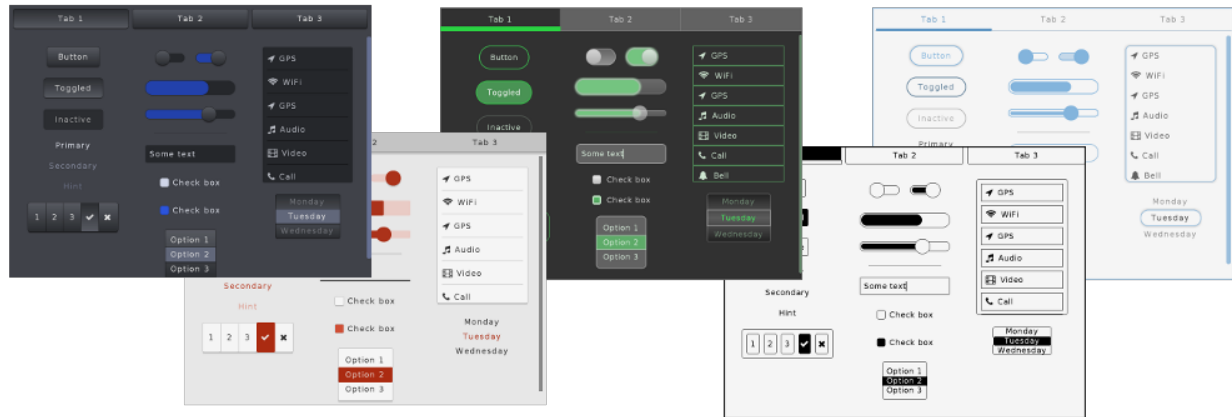 Tab 1
Tab 2
Tab 3
Button
Toggled
Inactive
Primary
Secondary
Hint
1 2 3
Some text
Check box
Check box
Option 1
Option 2
Option 3
GPS
WiFi
GPS
Audio
Video
Call
Monday
Tuesday
Wednesday
2
Tab 3
Secondary
Hint
1 2 3
Check box
Check box
Option 1
Option 2
Option 3
GPS
WiFi
GPS
Audio
Video
Call
Monday
Tuesday
Wednesday
Tab 1
Tab 2
Tab 3
Button
Toggled
Inactive
Some text
Check box
Check box
Option 1
Option 2
Option 3
GPS
WiFi
GPS
Audio
Video
Call
Bell
Monday
Tuesday
Wednesday
Tab 2
Tab 3
Secondary
Hint
1 2 3
Some text
Check box
Check box
Option 1
Option 2
Option 3
GPS
WiFi
GPS
Audio
Video
Call
Monday
Tuesday
Wednesday
Tab 1
Tab 2
Tab 3
Button
Toggled
Inactive
Primary
GPS
WiFi
GPS
Audio
Video
Call
Bell
Monday
Tuesday
Wednesday